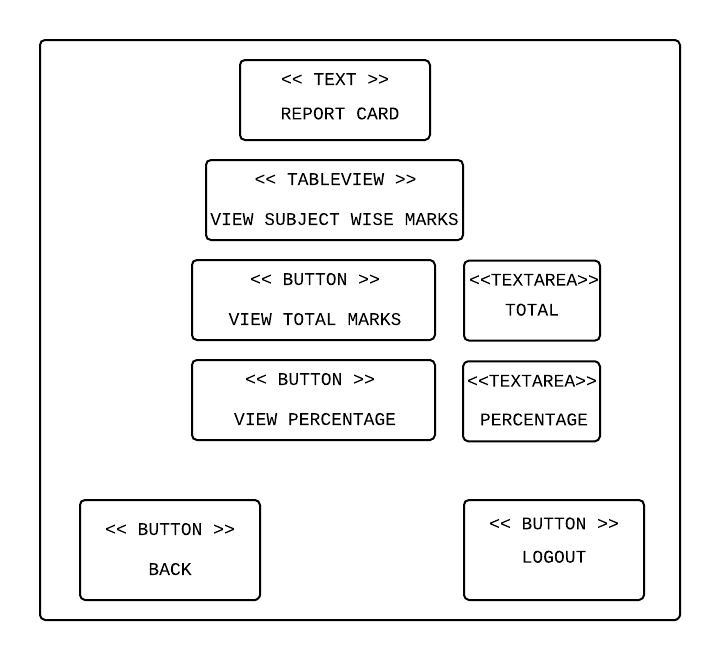 << TEXT >>
REPORT CARD
<< TABLEVIEW >>
VIEW SUBJECT WISE MARKS
<< BUTTON >>
VIEW TOTAL MARKS
<<TEXTAREA>>
TOTAL
<< BUTTON >>
VIEW PERCENTAGE
<<TEXTAREA>>
PERCENTAGE
<< BUTTON >>
BACK
<< BUTTON >>
LOGOUT